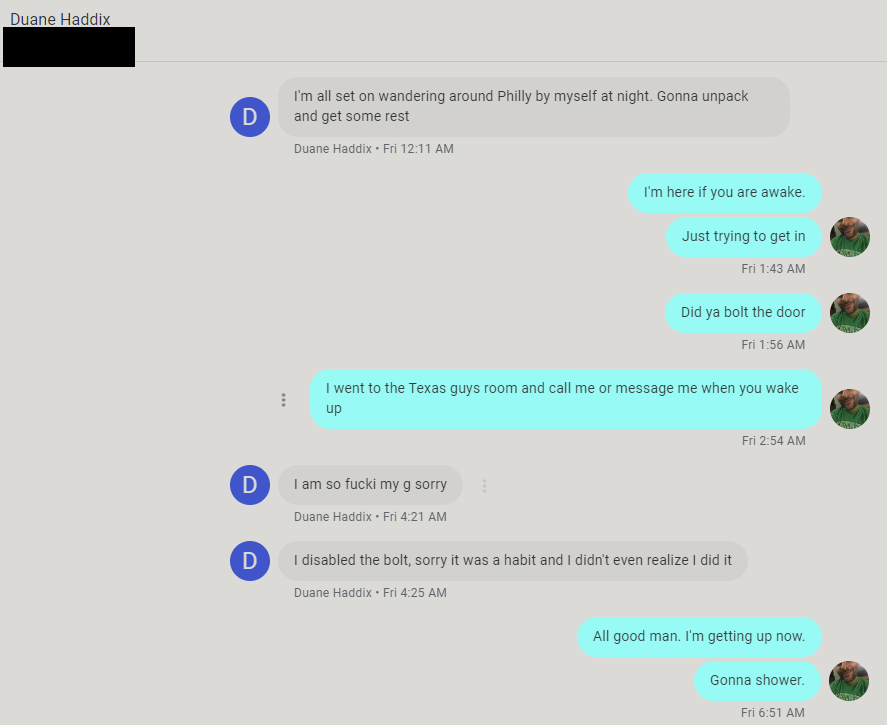 Duane Haddix
I'm all set on wandering around Philly by myself at night. Gonna unpack
and get some rest
D
Duane Haddix • Fri 12:11 AM
I'm here if you are awake.
Just trying to get in
Fri 1:43 AM
Did ya bolt the door
Fri 1:56 AM
I went to the Texas guys room and call me or message me when you wake
up
Fri 2:54 AM
D
I am so fucki my g sorry
Duane Haddix • Fri 4:21 AM
D
I disabled the bolt, sorry it was a habit and I didn't even realize I did it
Duane Haddix • Fri 4:25 AM
All good man. I'm getting up now.
Gonna shower.
Fri 6:51 AM